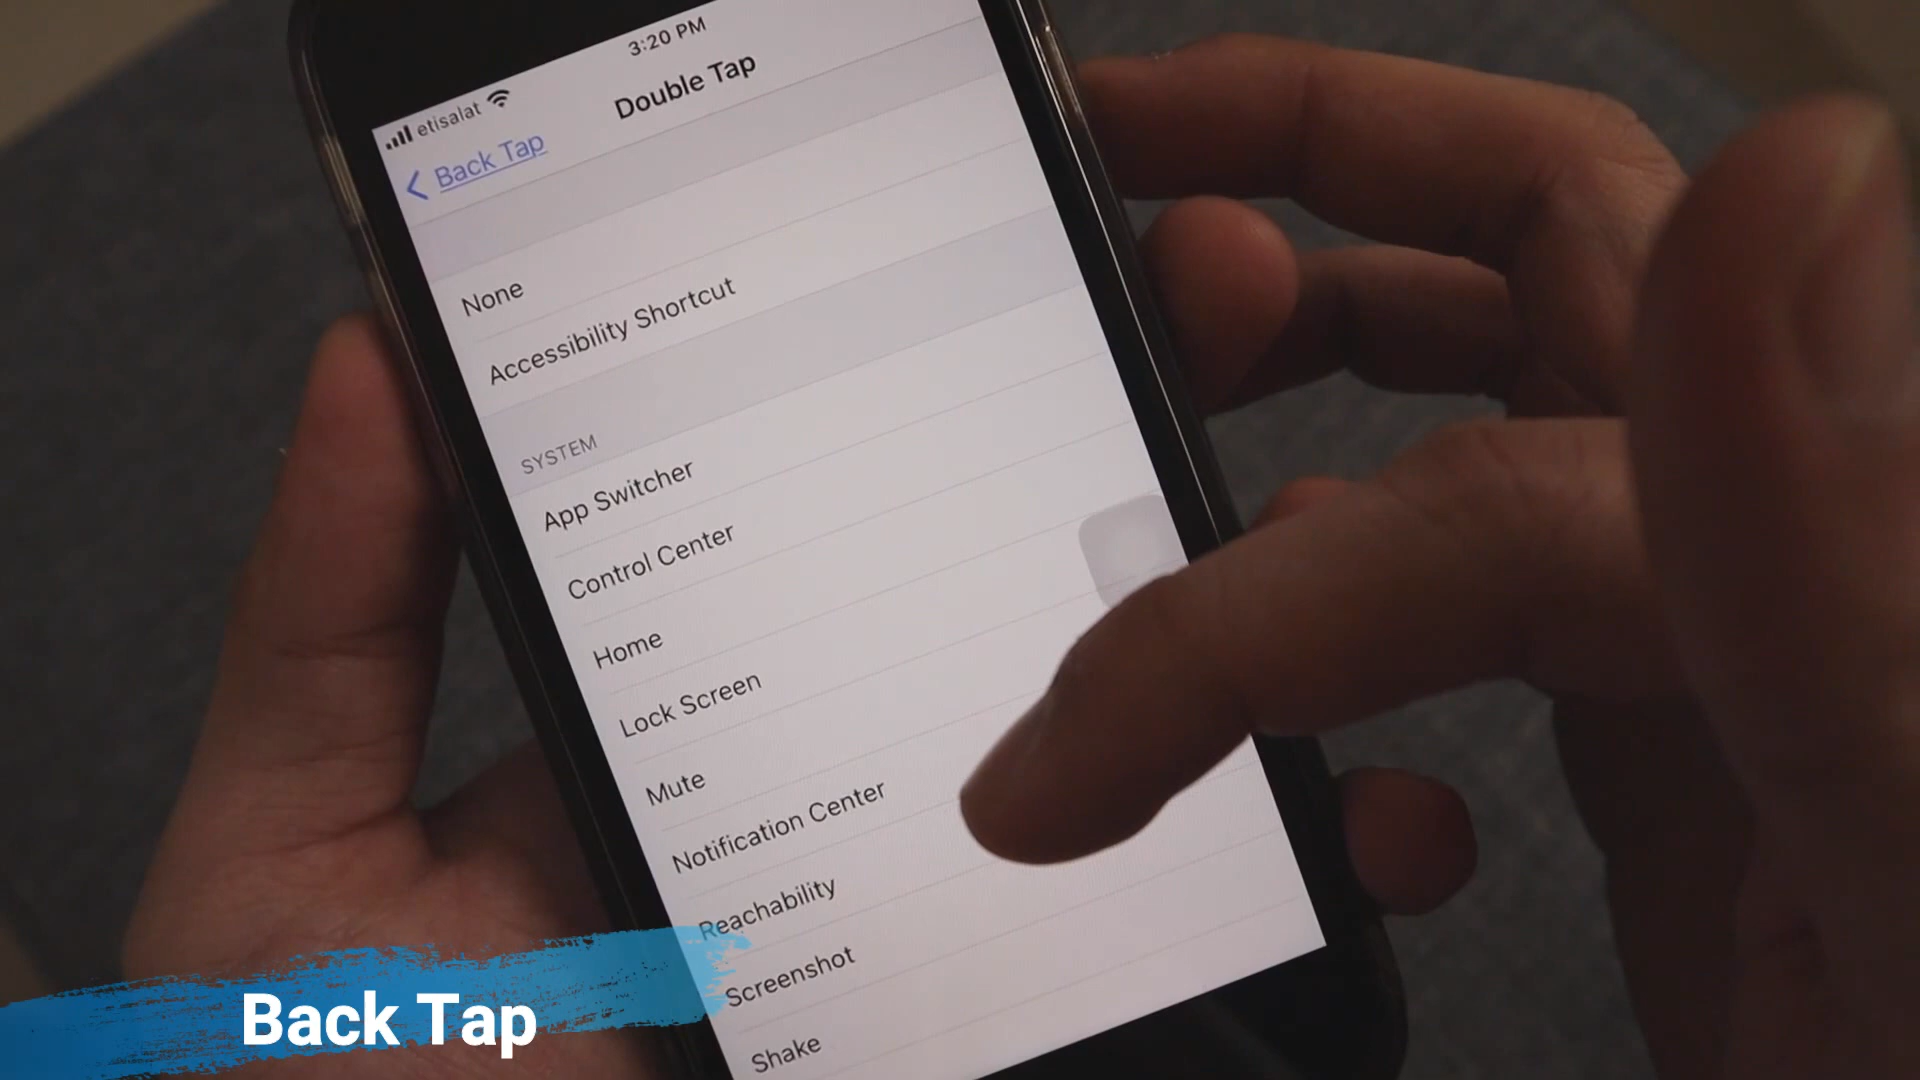 3:20 PM
etisalat
Back Tap
Double Tap
None
Accessibility Shortcut
SYSTEM
App Switcher
Control Center
Home
Lock Screen
Mute
Notification Center
Reachability
Screenshot
Shake
Back Tap